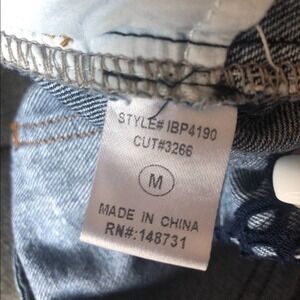 STYLE# IBP4190
CUT#3266
M
MADE IN CHINA
RN#:148731